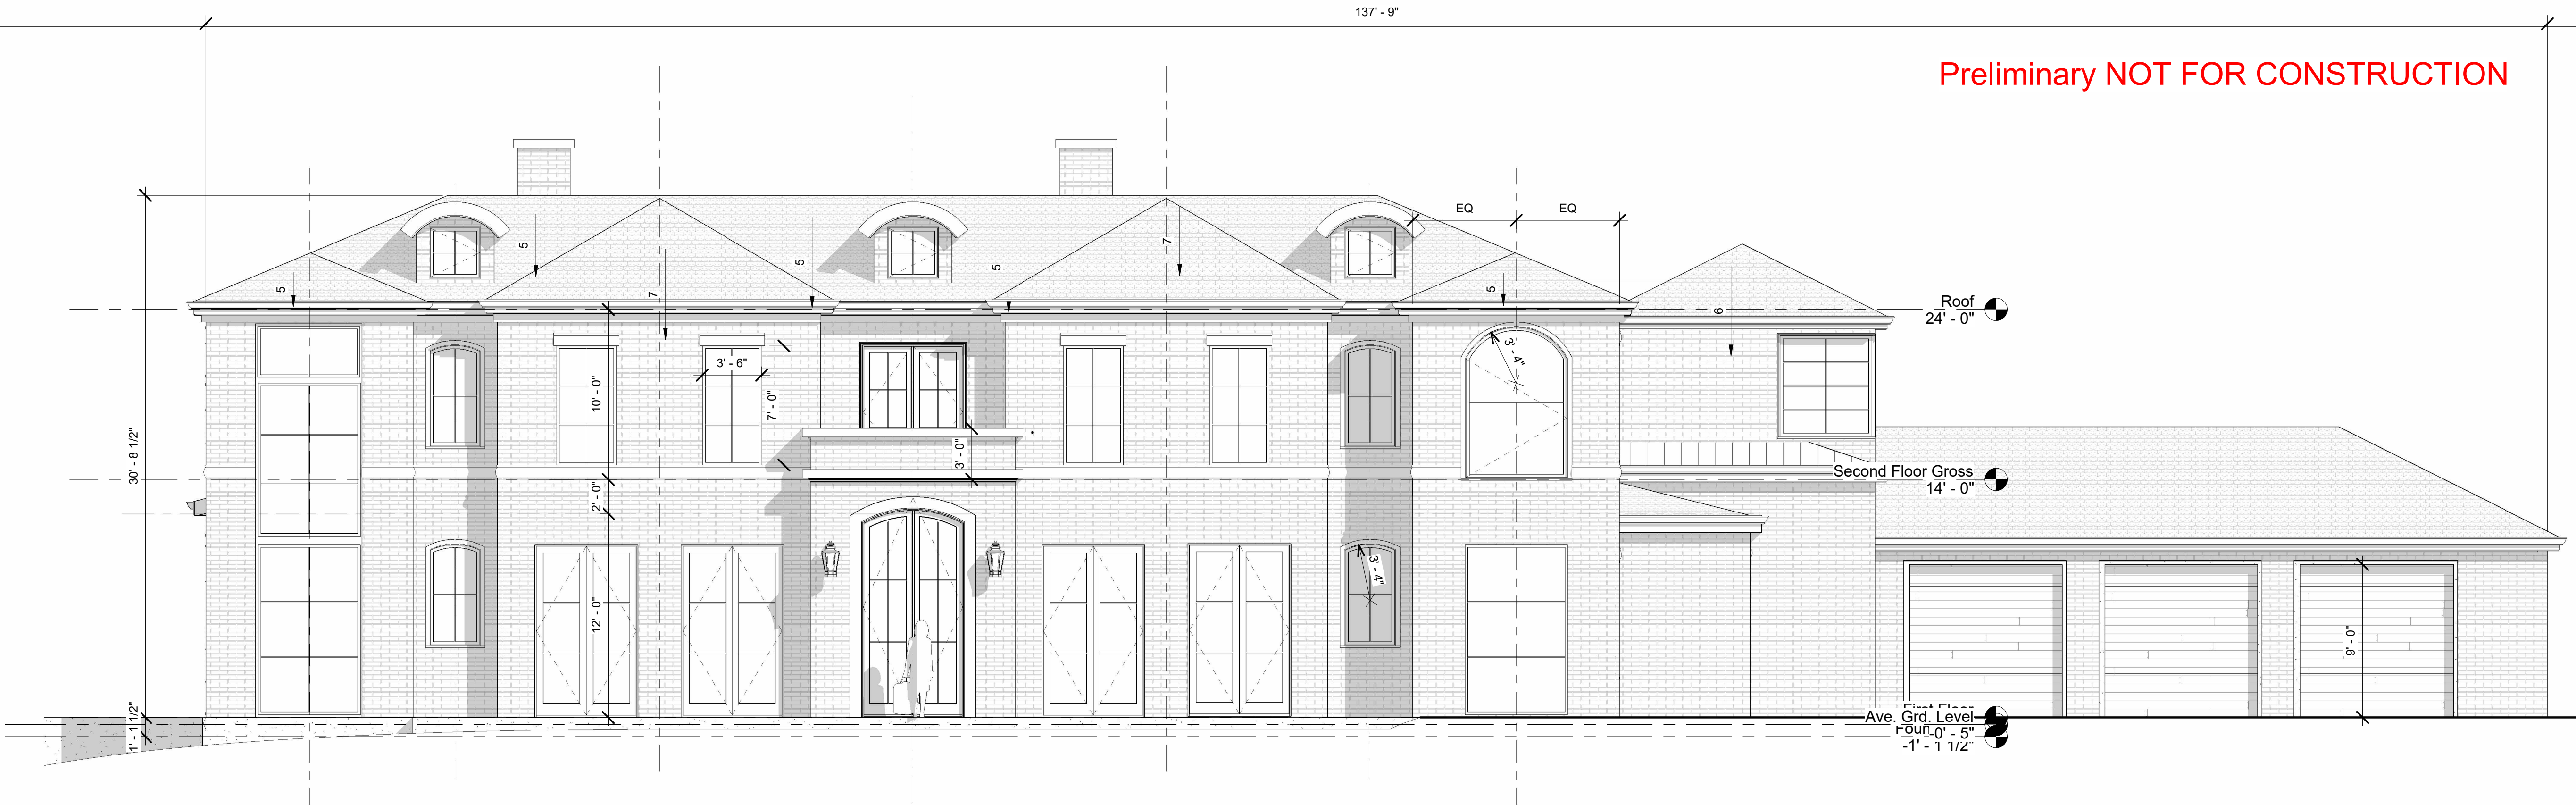 137' - 9"
Preliminary NOT FOR CONSTRUCTION
EQ
EQ
5
5
7
5
5
7
5
6
Roof
24' - 0"
3' - 6"
10' - 0"
7' - 0"
3' - 4"
30' - 8 1/2"
3' - 0"
2' - 0"
Second Floor Gross
14' - 0"
3' - 4"
12' - 0"
9' - 0"
1' - 1 1/2"
First Floor
Ave. Grd. Level
-0' - 5"
-1' - 1 1/2"